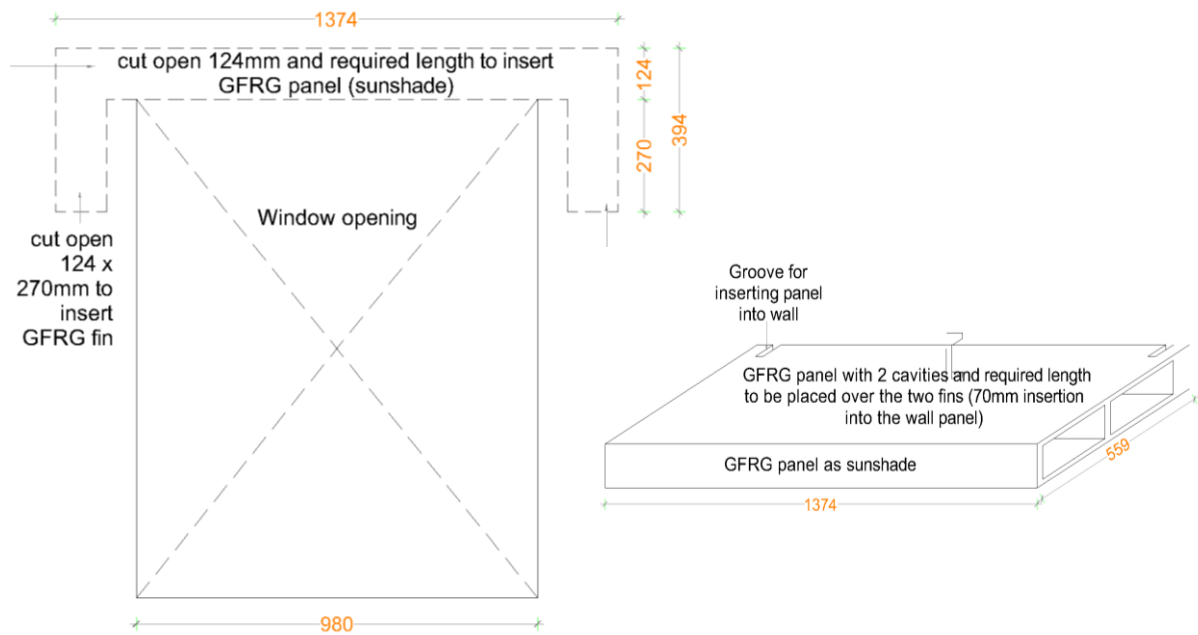 1374
cut open 124mm and required length to insert
GFRG panel (sunshade)
124
270
394
Window opening
cut open
124 x
270mm to
insert
GFRG fin
980
Groove for
inserting panel
into wall
GFRG panel with 2 cavities and required length
to be placed over the two fins (70mm insertion
into the wall panel)
GFRG panel as sunshade
559
1374